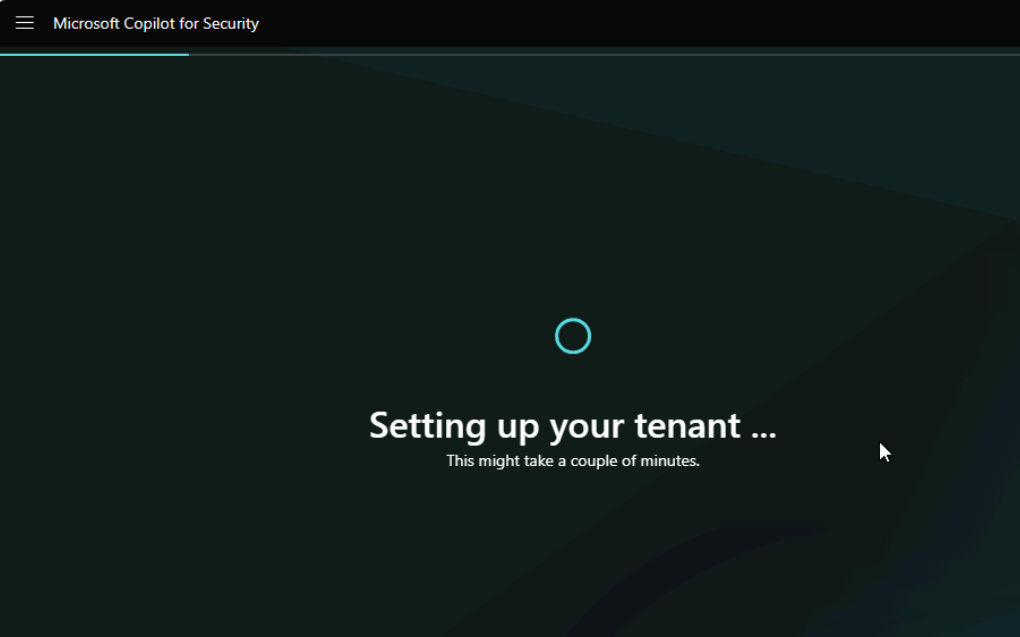 Microsoft Copilot for Security
Setting up your tenant ...
This might take a couple of minutes.